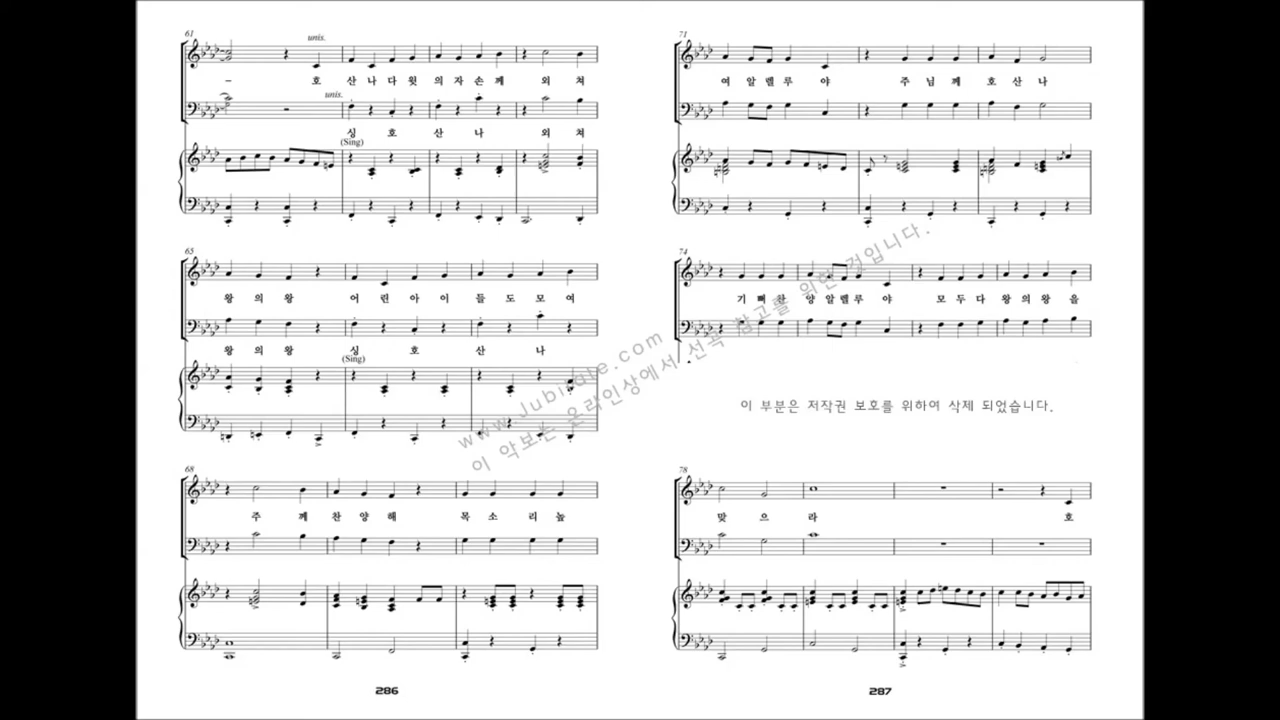 61
unis.
- 호 산 나 다 윗 의 자 손 께 외 쳐
unis.
싱 호 산 나 외 쳐
(Sing)
65
왕 의 왕 어 린 아 이 들 도 모 여
왕 의 왕 싱 호 산 나
(Sing)
68
주 께 찬 양 해 목 소 리 높
286
71
여 알 렐 루 야 주 님 께 호 산 나
74
기 뻐 찬 양 알 렐 루 야 모 두 다 왕 의 왕 을
이 부분은 저작권 보호를 위하여 삭제 되었습니다.
78
맞 으 라 호
287
www.Jubilate.com
이 악보는 온라인상에서 선곡 참고를 위한 것입니다.